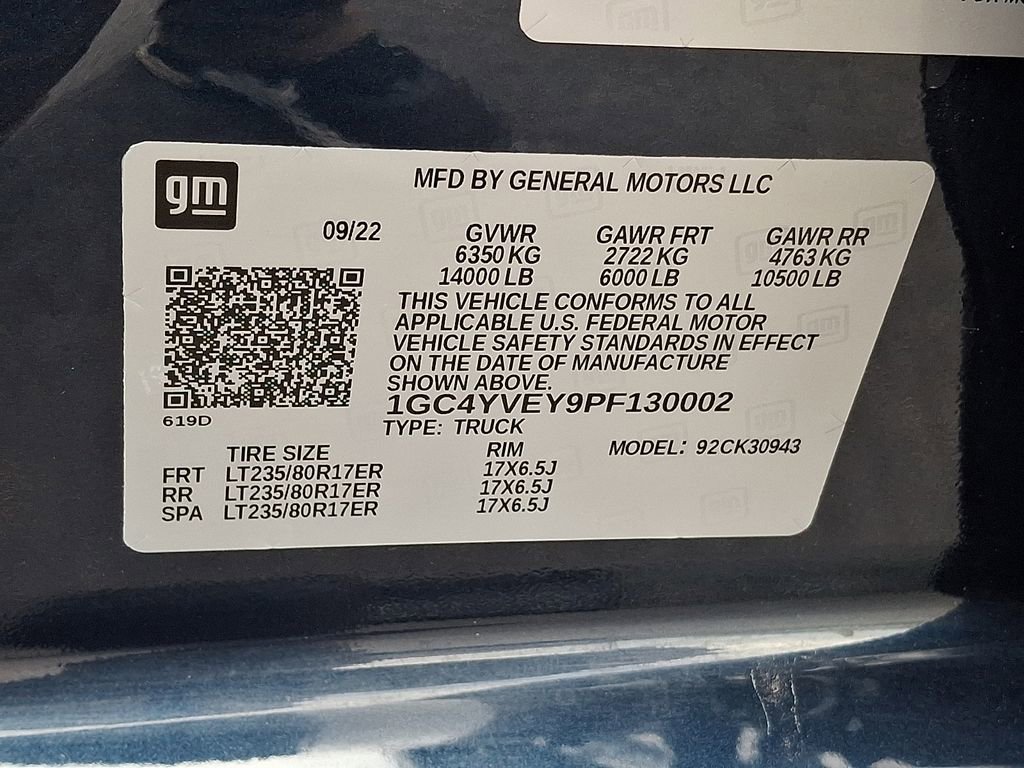 gm
MFD BY GENERAL MOTORS LLC
09/22 GVWR GAWR FRT GAWR RR
6350 KG 2722 KG 4763 KG
14000 LB 6000 LB 10500 LB
THIS VEHICLE CONFORMS TO ALL
APPLICABLE U.S. FEDERAL MOTOR
VEHICLE SAFETY STANDARDS IN EFFECT
ON THE DATE OF MANUFACTURE
SHOWN ABOVE.
1GC4YVEY9PF130002
619D
TYPE: TRUCK
TIRE SIZE RIM MODEL: 92CK30943
FRT LT235/80R17ER 17X6.5J
RR LT235/80R17ER 17X6.5J
SPA LT235/80R17ER 17X6.5J